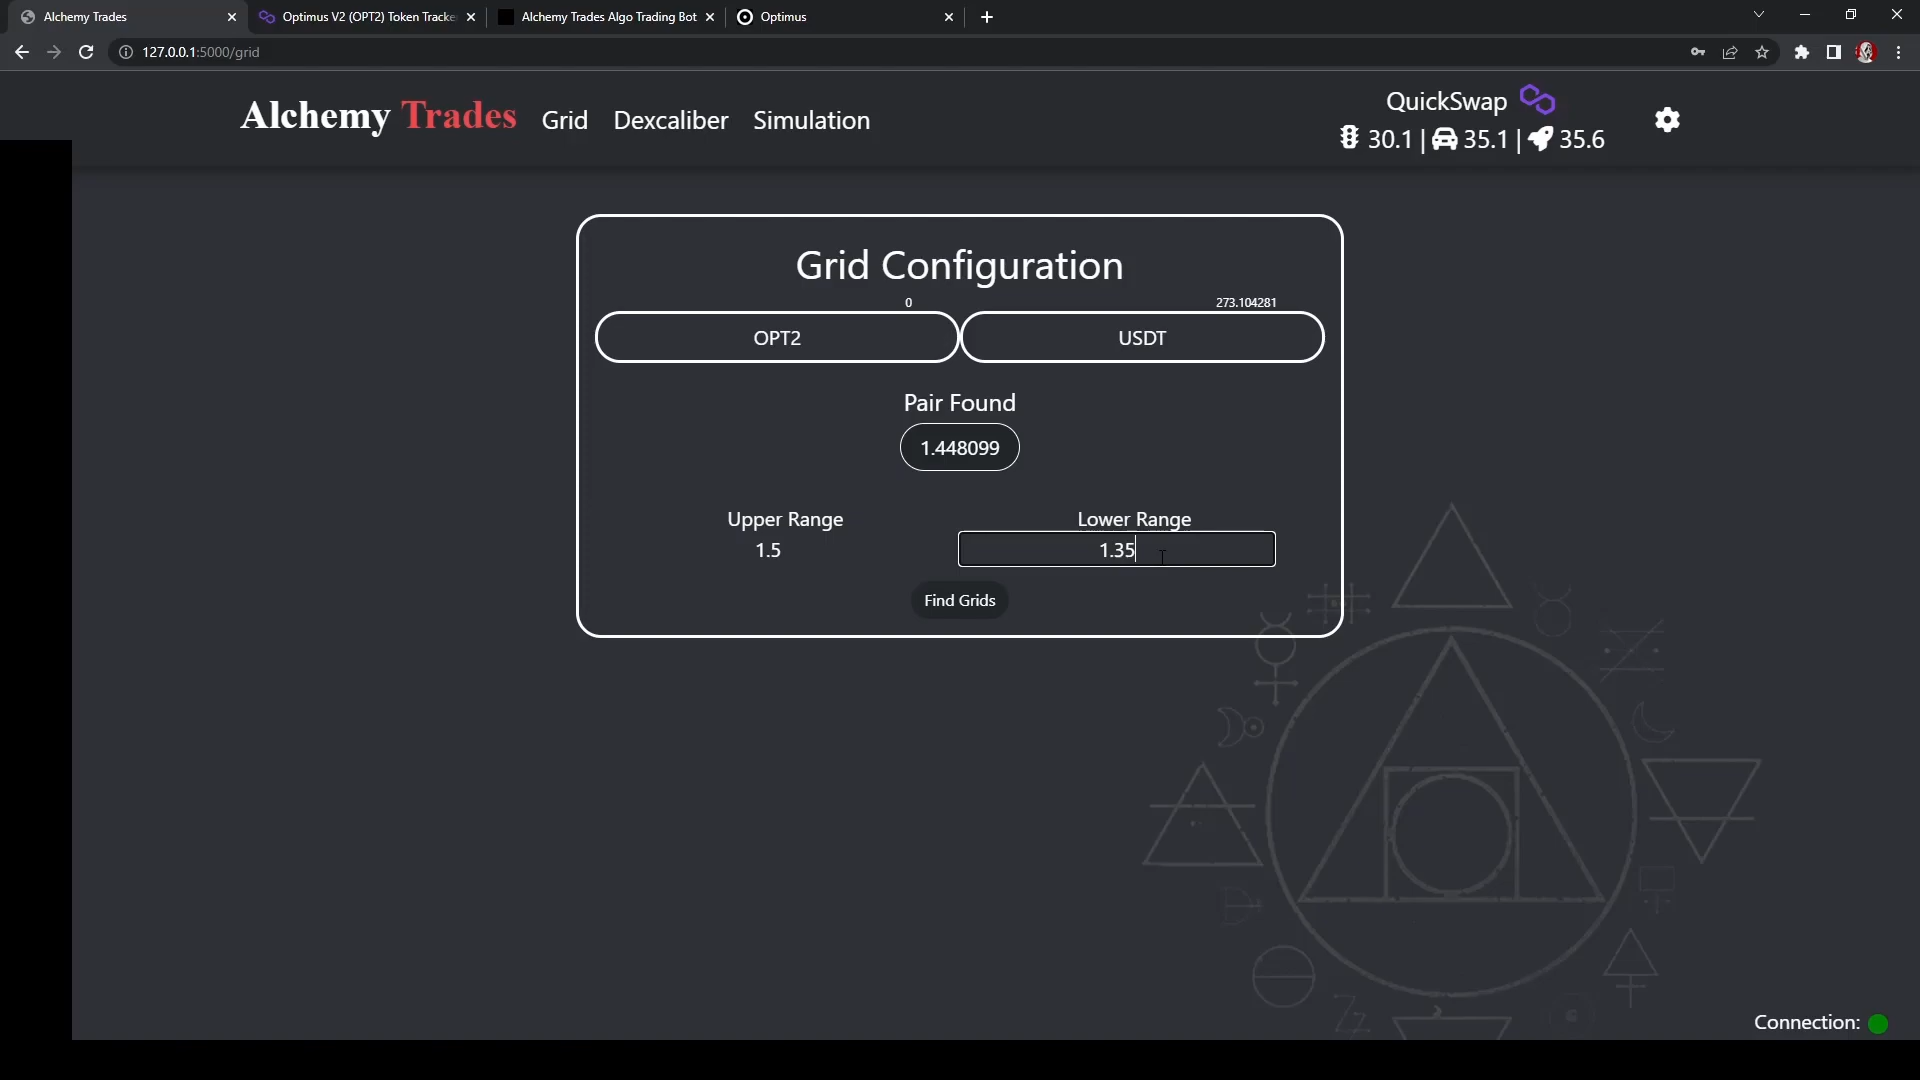 Alchemy Trades
Optimus V2 (OPT2) Token Tracke
Alchemy Trades Algo Trading Bot
Optimus
127.0.0.1:5000/grid
Alchemy Trades
Grid
Dexcaliber
Simulation
QuickSwap
30.1 | 35.1 | 35.6
Grid Configuration
0
273.104281
OPT2
USDT
Pair Found
1.448099
Upper Range
Lower Range
1.5
1.35
Find Grids
Connection: